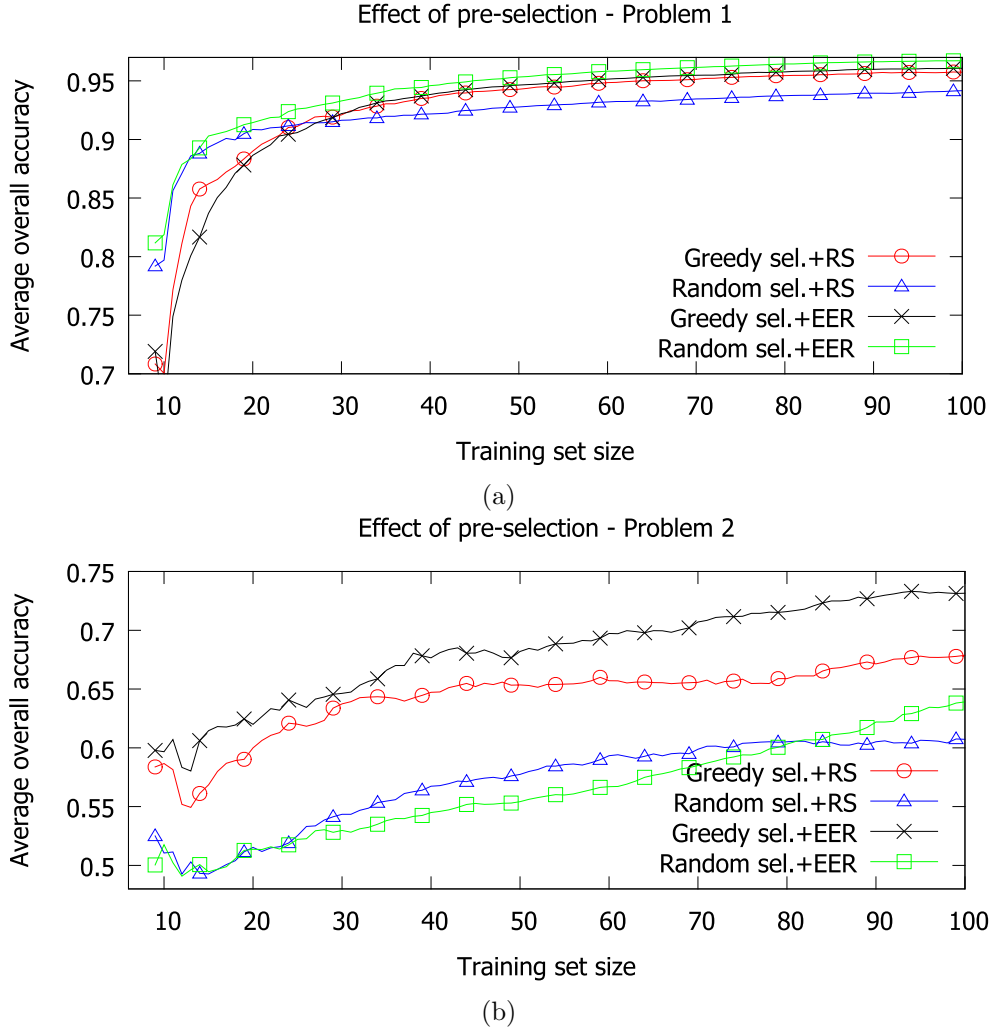 Effect of pre-selection - Problem 1
Average overall accuracy
0.95
0.9
0.85
0.8
0.75
0.7
Greedy sel.+RS
Random sel.+RS
Greedy sel.+EER
Random sel.+EER
10 20 30 40 50 60 70 80 90 100
Training set size
(a)
Effect of pre-selection - Problem 2
Average overall accuracy
0.75
0.7
0.65
0.6
0.55
0.5
Greedy sel.+RS
Random sel.+RS
Greedy sel.+EER
Random sel.+EER
10 20 30 40 50 60 70 80 90 100
Training set size
(b)